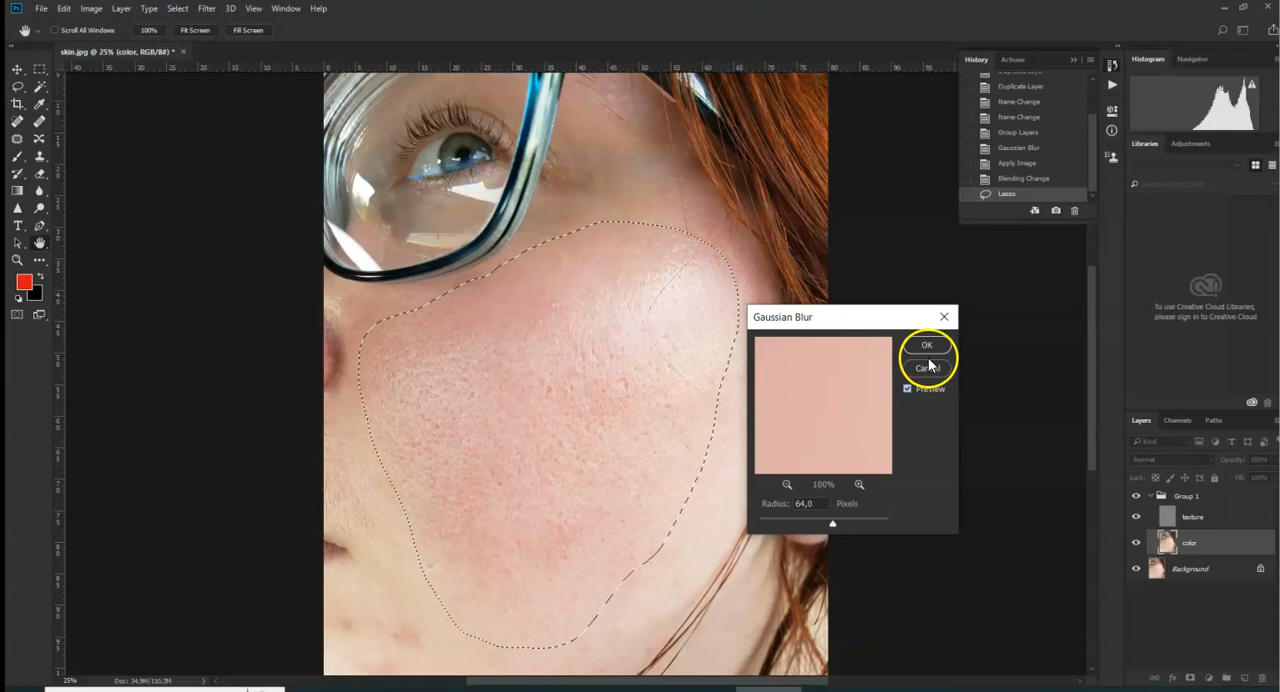 Ps File Edit Image Layer Type Select Filter 3D View Window Help
Scroll All Windows 100% Fit Screen Fill Screen
skin.jpg @ 25% (color, RGB/8#) * ×
History Actions
Duplicate Layer
Name Change
Name Change
Group Layers
Gaussian Blur
Apply Image
Blending Change
Lasso
Histogram Navigator
Libraries Adjustments
To use Creative Cloud Libraries,
please sign in to Creative Cloud
Gaussian Blur
OK
Preview
100%
Radius: 64,0 Pixels
Layers Channels Paths
Kind
Normal Opacity: 100%
Lock: Fill: 100%
Group 1
texture
color
Background
25% Doc: 34,9M/110,3M